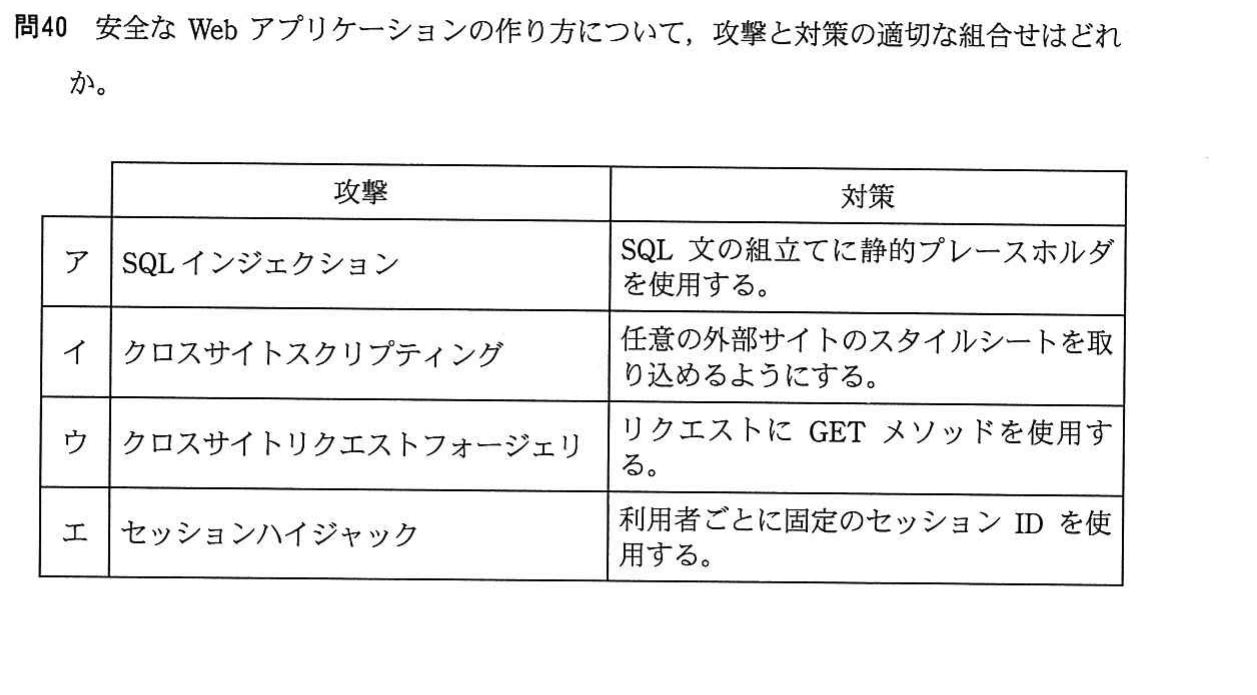 問40 安全な Web アプリケーションの作り方について，攻撃と対策の適切な組合せはどれ
か。
攻撃 対策
ア SQL インジェクション SQL 文の組立てに静的プレースホルダ
を使用する。
イ クロスサイトスクリプティング 任意の外部サイトのスタイルシートを取
り込めるようにする。
ウ クロスサイトリクエストフォージェリ リクエストに GET メソッドを使用す
る。
エ セッションハイジャック 利用者ごとに固定のセッション ID を使
用する。